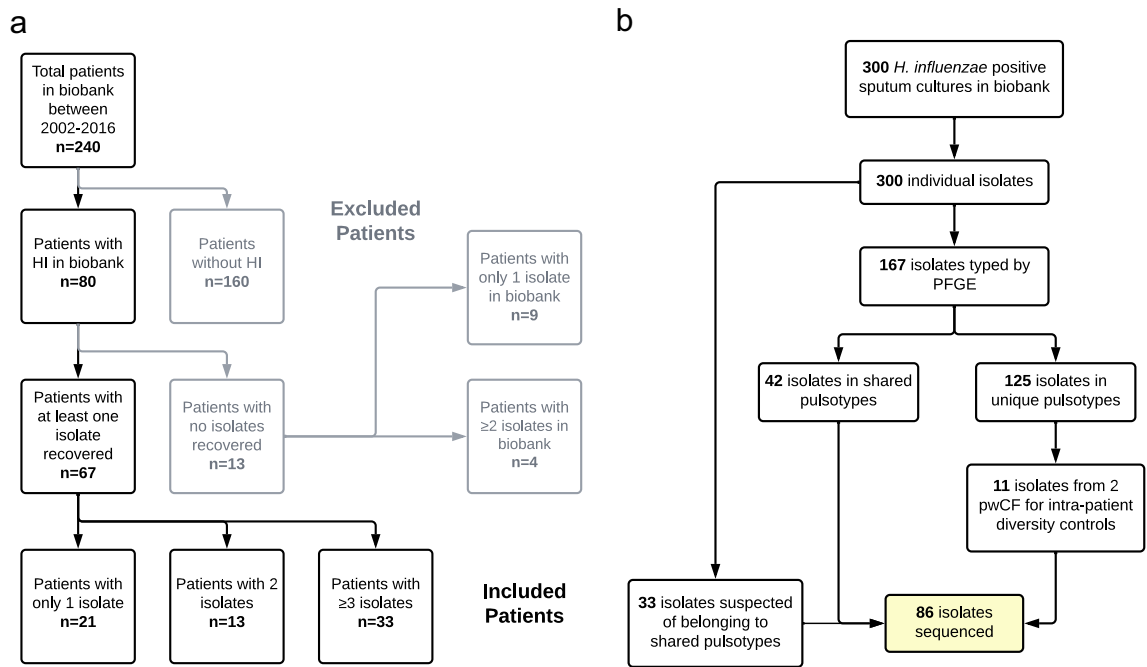 a
Total patients
in biobank
between
2002-2016
n=240
Patients with
HI in biobank
n=80
Patients
without HI
n=160
Excluded
Patients
Patients with
only 1 isolate
in biobank
n=9
Patients with
at least one
isolate
recovered
n=67
Patients with
no isolates
recovered
n=13
Patients with
≥2 isolates in
biobank
n=4
Patients with
only 1 isolate
n=21
Patients with 2
isolates
n=13
Patients with
≥3 isolates
n=33
Included
Patients
b
300 H. influenzae positive
sputum cultures in biobank
300 individual isolates
167 isolates typed by
PFGE
42 isolates in shared
pulsotypes
125 isolates in
unique pulsotypes
11 isolates from 2
pwCF for intra-patient
diversity controls
33 isolates suspected
of belonging to
shared pulsotypes
86 isolates
sequenced